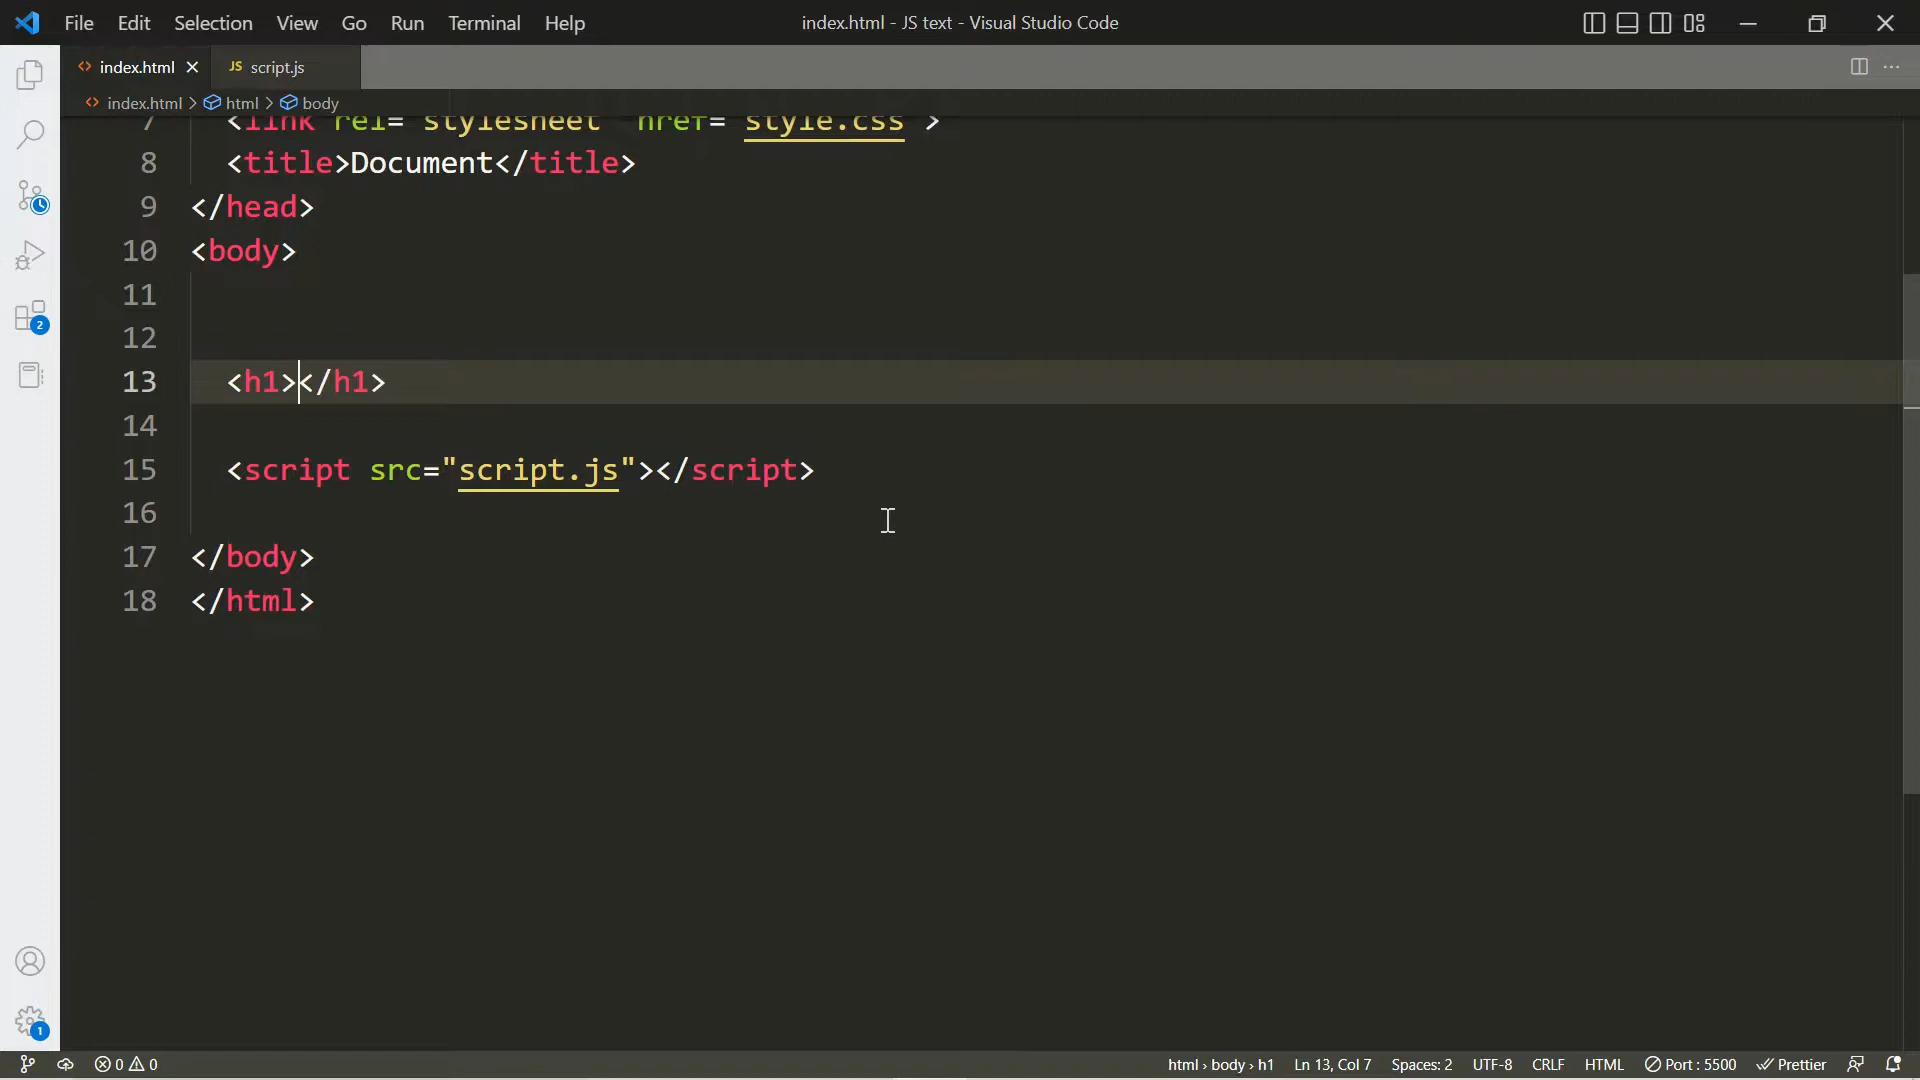 File Edit Selection View Go Run Terminal Help index.html - JS text - Visual Studio Code
index.html JS script.js
index.html > html > body
7 <link rel="stylesheet" href="style.css">
8 <title>Document</title>
9 </head>
10 <body>
11
12
13 <h1></h1>
14
15 <script src="script.js"></script>
16
17 </body>
18 </html>
2
1
0 0 html › body › h1 Ln 13, Col 7 Spaces: 2 UTF-8 CRLF HTML Port : 5500 Prettier